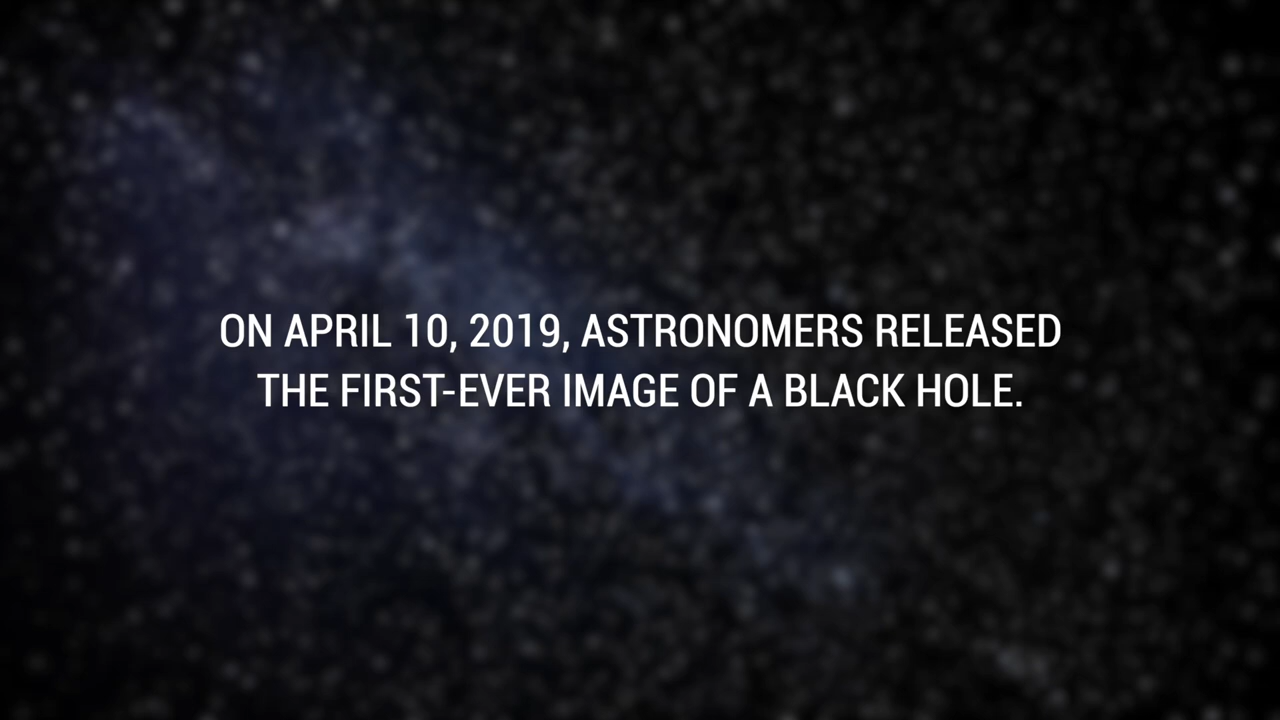 ON APRIL 10, 2019, ASTRONOMERS RELEASED
THE FIRST-EVER IMAGE OF A BLACK HOLE.